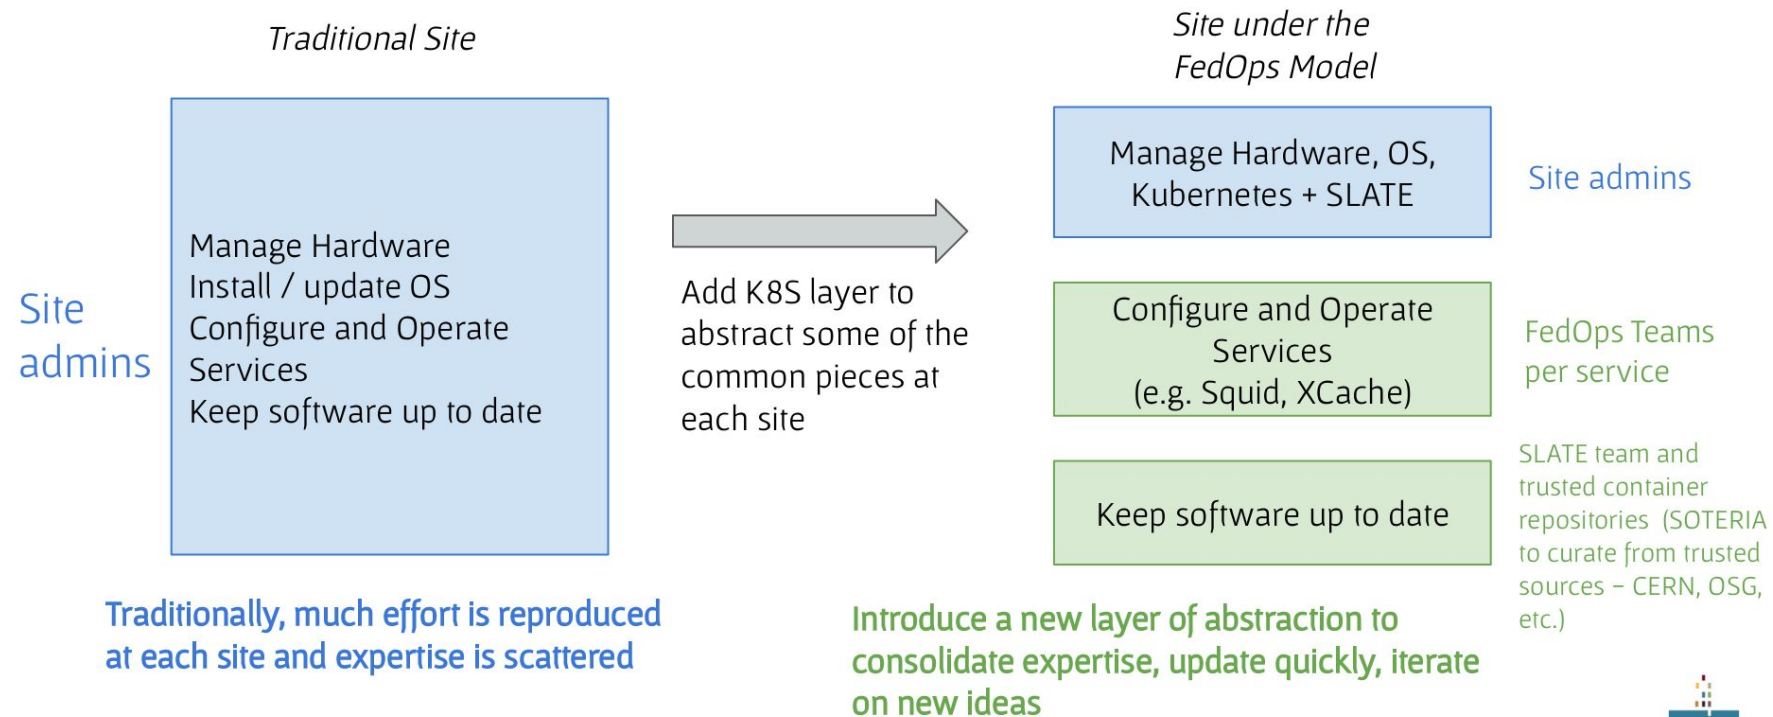 Traditional Site
Site
admins
Manage Hardware
Install / update OS
Configure and Operate
Services
Keep software up to date
Traditionally, much effort is reproduced
at each site and expertise is scattered
Add K8S layer to
abstract some of the
common pieces at
each site
Site under the
FedOps Model
Manage Hardware, OS,
Kubernetes + SLATE
Site admins
Configure and Operate
Services
(e.g. Squid, XCache)
FedOps Teams
per service
Keep software up to date
SLATE team and
trusted container
repositories (SOTERIA
to curate from trusted
sources – CERN, OSG,
etc.)
Introduce a new layer of abstraction to
consolidate expertise, update quickly, iterate
on new ideas